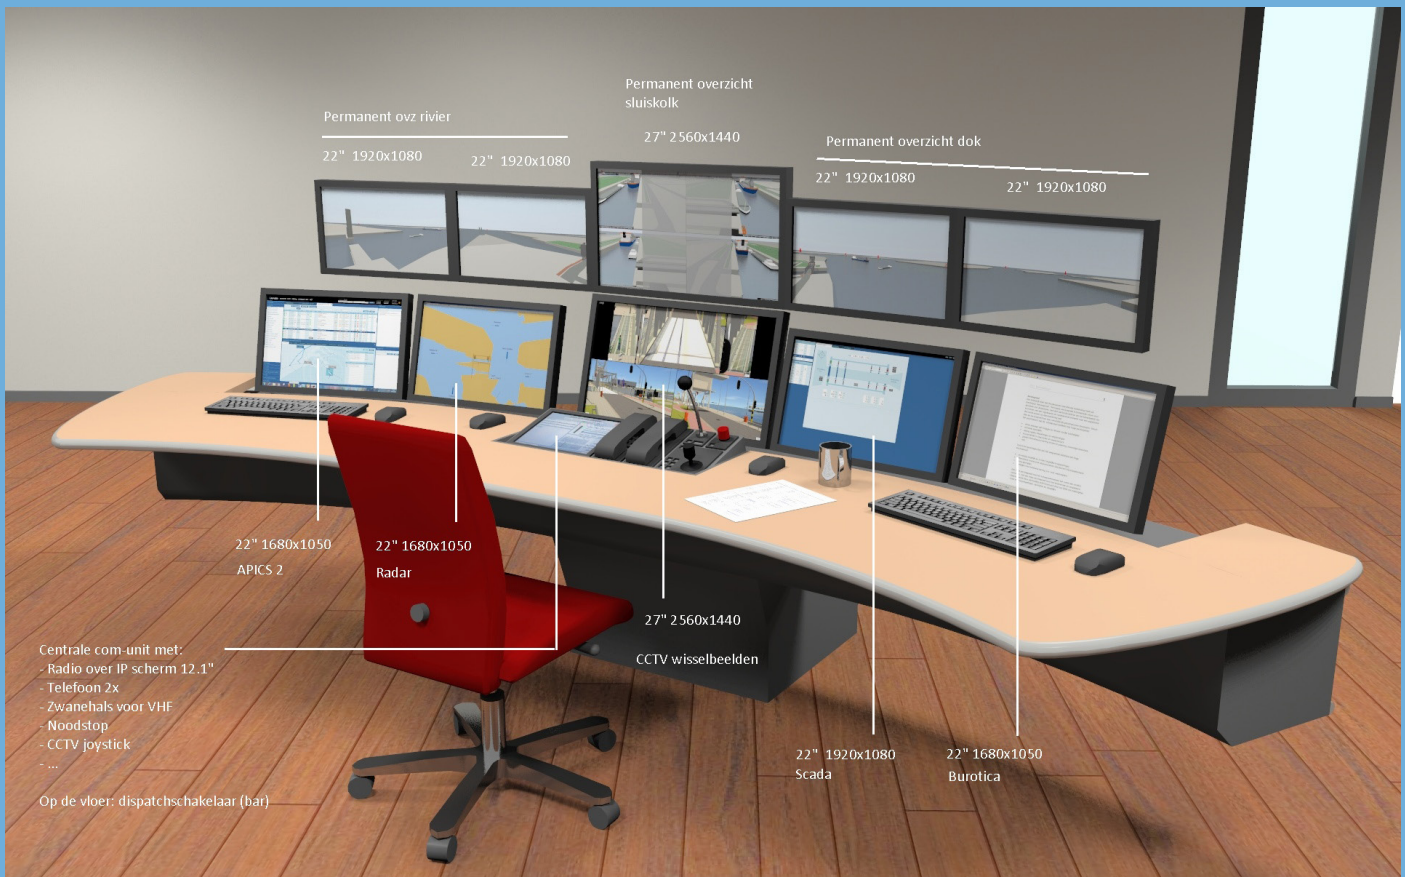 Permanent overzicht
sluiskolk
27" 2560x1440
Permanent ovz rivier
22" 1920x1080
22" 1920x1080
Permanent overzicht dok
22" 1920x1080
22" 1920x1080
22" 1680x1050
APICS 2
22" 1680x1050
Radar
27" 2560x1440
CCTV wisselbeelden
Centrale com-unit met:
- Radio over IP scherm 12.1"
- Telefoon 2x
- Zwanehals voor VHF
- Noodstop
- CCTV joystick
- ...
Op de vloer: dispatchschakelaar (bar)
22" 1920x1080
Scada
22" 1680x1050
Burotica